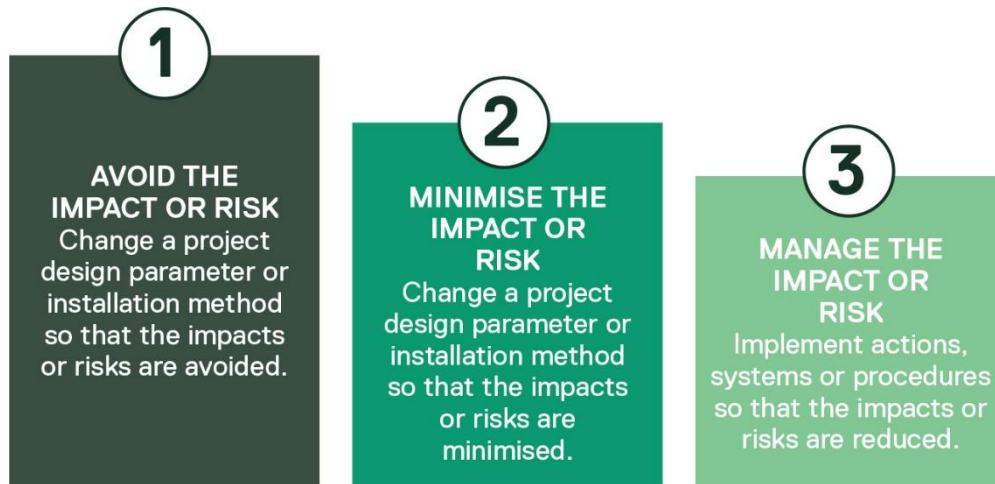 1
AVOID THE
IMPACT OR RISK
Change a project
design parameter or
installation method
so that the impacts
or risks are avoided.
2
MINIMISE THE
IMPACT OR
RISK
Change a project
design parameter or
installation method
so that the impacts
or risks are
minimised.
3
MANAGE THE
IMPACT OR
RISK
Implement actions,
systems or procedures
so that the impacts or
risks are reduced.